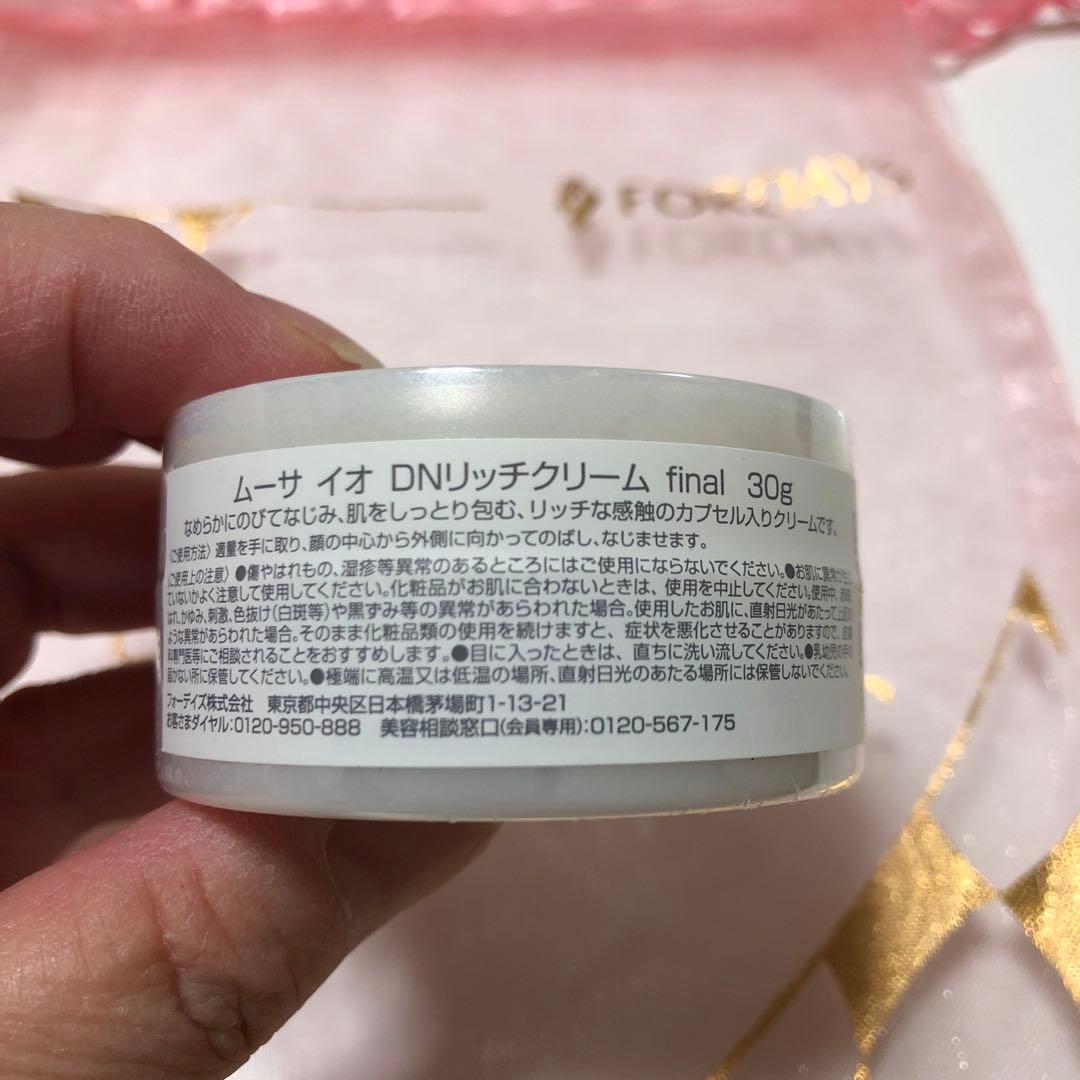 FORDAYS
ムーサ イオ DNリッチクリーム final 30g
なめらかにのびてなじみ、肌をしっとり包む、リッチな感触のカプセル入りクリームです。
〈ご使用方法〉適量を手に取り、顔の中心から外側に向かってのばし、なじませます。
〈ご使用上の注意〉●傷やはれもの、湿疹等異常のあるところにはご使用にならないでください。●お肌に異常が
ていないかよく注意して使用してください。化粧品がお肌に合わないときは、使用を中止してください。使用中、
はれ、かゆみ、刺激、色抜け(白斑等)や黒ずみ等の異常があらわれた場合。使用したお肌に、直射日光があたって上記の
ような異常があらわれた場合。そのまま化粧品類の使用を続けますと、症状を悪化させることがありますので、皮膚
科専門医等にご相談されることをおすすめします。●目に入ったときは、直ちに洗い流してください。●乳幼児の手の
届かない所に保管してください。●極端に高温又は低温の場所、直射日光のあたる場所には保管しないでください。
フォーデイズ株式会社 東京都中央区日本橋茅場町1-13-21
お客さまダイヤル:0120-950-888 美容相談窓口(会員専用):0120-567-175